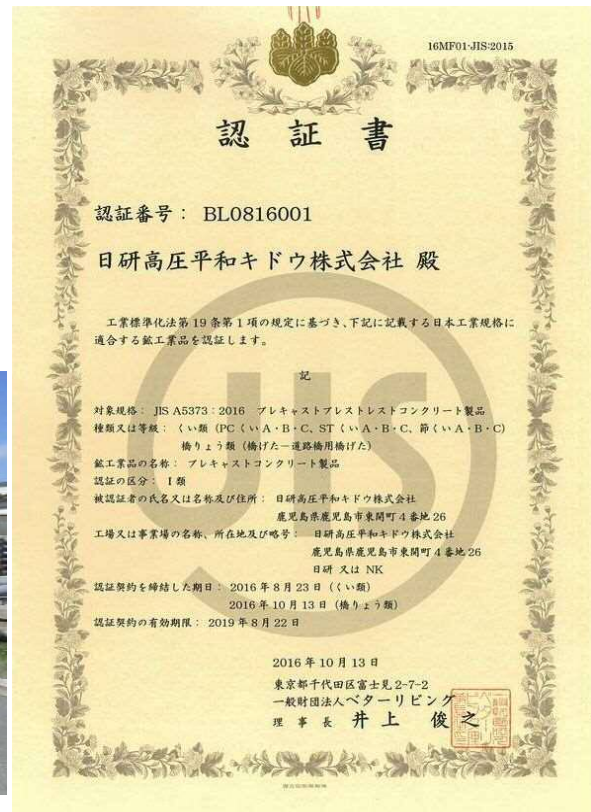 16MF01-JIS:2015
認証書
認証番号： BL0816001
日研高圧平和キドウ株式会社 殿
工業標準化法第19条第1項の規定に基づき、下記に記載する日本工業規格に
適合する鉱工業品を認証します。
記
JIS
対象規格： JIS A5373：2016 プレキャストプレストレストコンクリート製品
種類又は等級： くい類（PCくいA・B・C、STくいA・B・C、節くいA・B・C）
橋りょう類（橋げた－道路橋用橋げた）
鉱工業品の名称： プレキャストコンクリート製品
認証の区分： I類
被認証者の氏名又は名称及び住所： 日研高圧平和キドウ株式会社
鹿児島県鹿児島市東開町4番地26
工場又は事業場の名称、所在地及び略号： 日研高圧平和キドウ株式会社
鹿児島県鹿児島市東開町4番地26
日研 又は NK
認証契約を締結した期日： 2016年8月23日（くい類）
2016年10月13日（橋りょう類）
認証契約の有効期限： 2019年8月22日
2016年10月13日
東京都千代田区富士見2-7-2
一般財団法人ベターリビング
理事長 井上 俊之